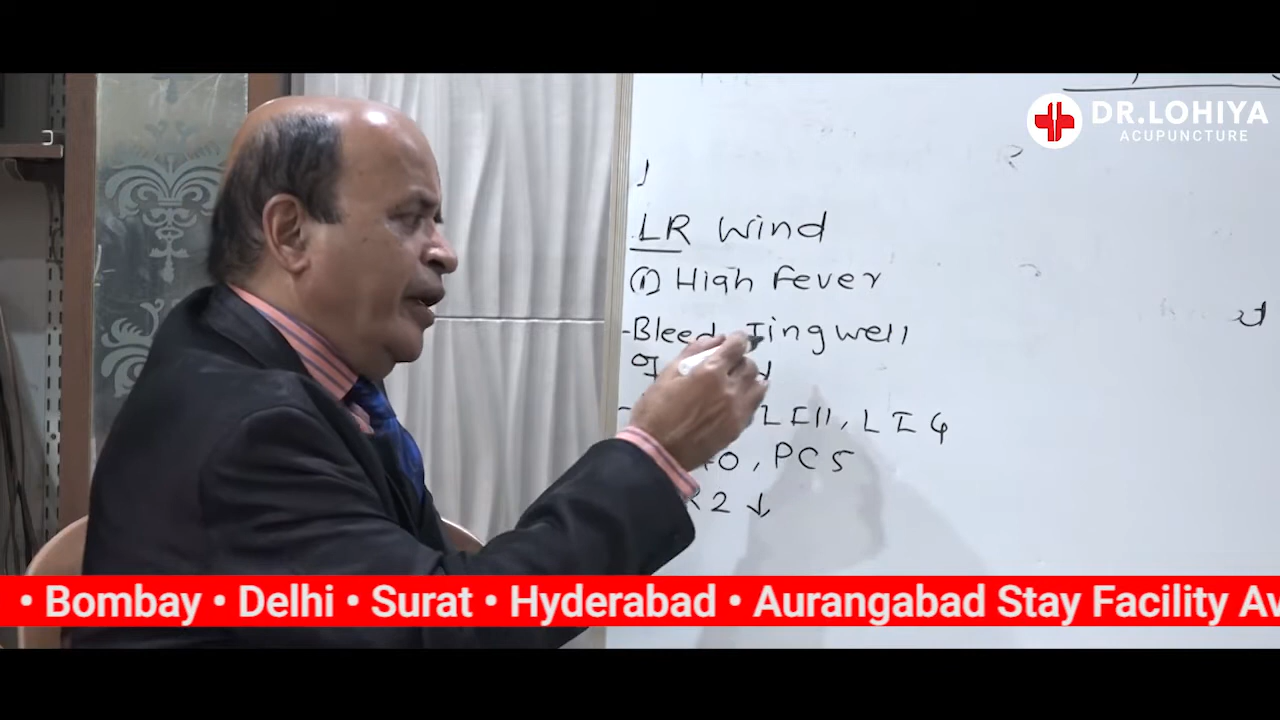 DR.LOHIYA
ACUPUNCTURE
LR Wind
(1) High Fever
-Bleed Jingwell
LI11, LI4
, PC5
2 ↓
• Bombay • Delhi • Surat • Hyderabad • Aurangabad Stay Facility Av